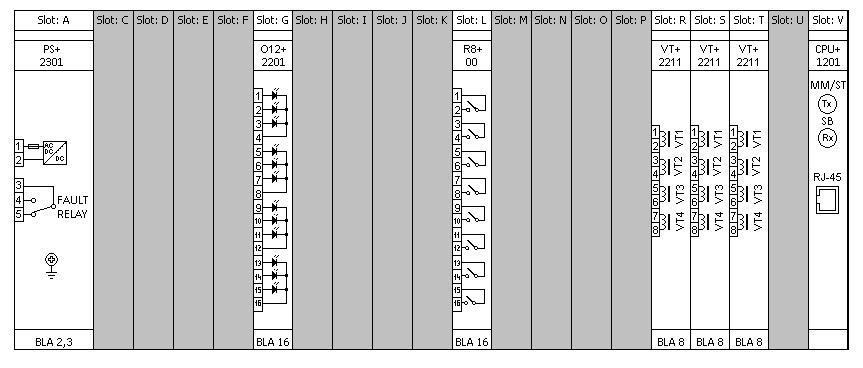 Slot: A Slot: C Slot: D Slot: E Slot: F Slot: G Slot: H Slot: I Slot: J Slot: K Slot: L Slot: M Slot: N Slot: O Slot: P Slot: R Slot: S Slot: T Slot: U Slot: V
PS+ O12+ R8+ VT+ VT+ VT+ CPU+
2301 2201 00 2211 2211 2211 1201
MM/ST
Tx
SB
Rx
RJ-45
1
2
AC
DC
DC
3
4
5
FAULT
RELAY
1
2
3
4
5
6
7
8
9
10
11
12
13
14
15
16
1
2
3
4
5
6
7
8
9
10
11
12
13
14
15
16
1
2
3
4
5
6
7
8
VT1
VT2
VT3
VT4
1
2
3
4
5
6
7
8
VT1
VT2
VT3
VT4
1
2
3
4
5
6
7
8
VT1
VT2
VT3
VT4
BLA 2,3 BLA 16 BLA 16 BLA 8 BLA 8 BLA 8